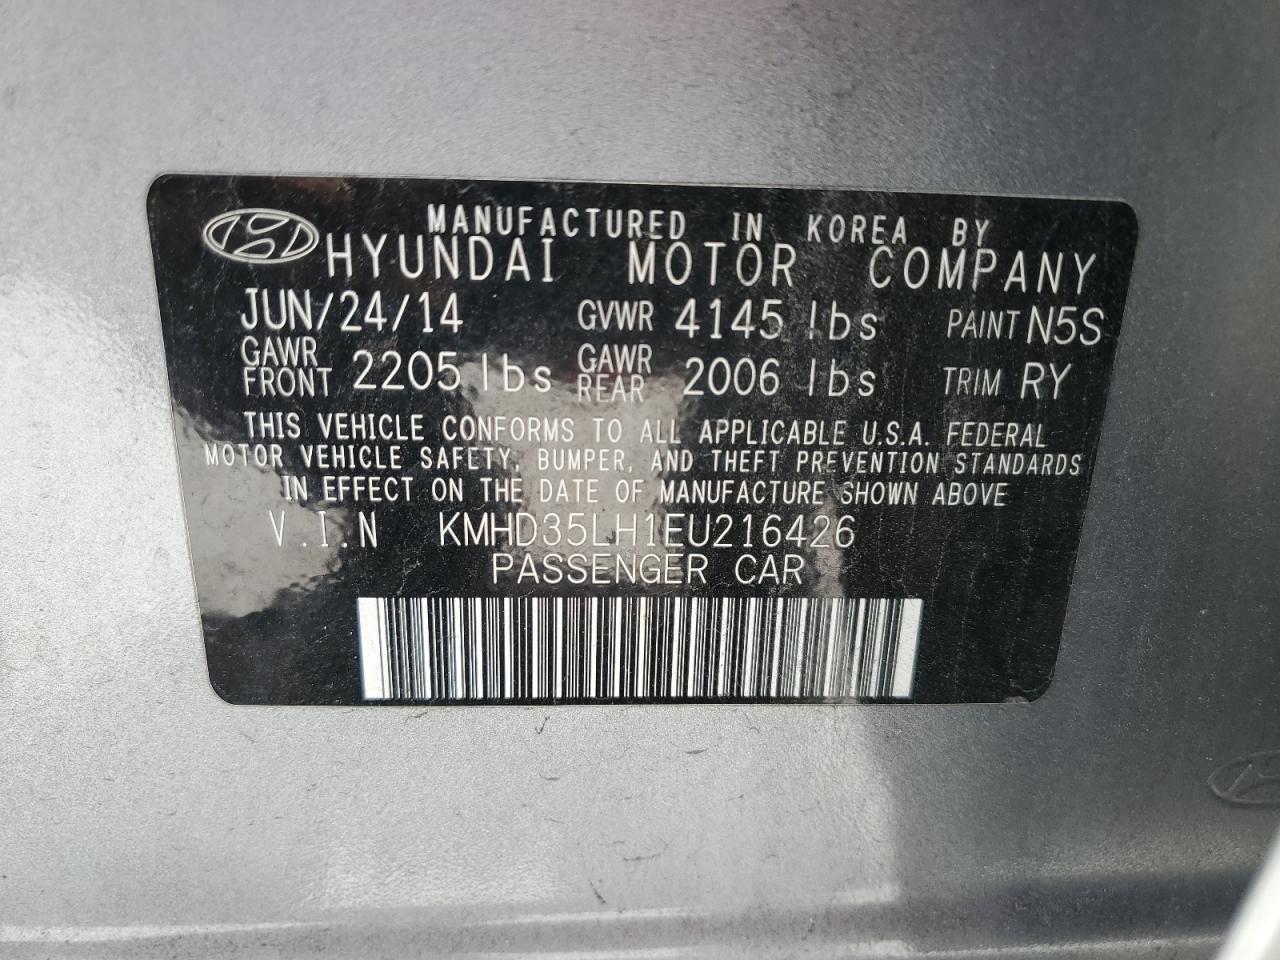 MANUFACTURED IN KOREA BY
HYUNDAI MOTOR COMPANY
JUN/24/14 GVWR 4145 lbs PAINT N5S
GAWR FRONT 2205 lbs GAWR REAR 2006 lbs TRIM RY
THIS VEHICLE CONFORMS TO ALL APPLICABLE U.S.A. FEDERAL
MOTOR VEHICLE SAFETY, BUMPER, AND THEFT PREVENTION STANDARDS
IN EFFECT ON THE DATE OF MANUFACTURE SHOWN ABOVE
V.I.N KMHD35LH1EU216426
PASSENGER CAR